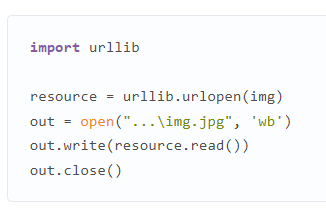 import urllib
resource = urllib.urlopen(img)
out = open("...\img.jpg", 'wb')
out.write(resource.read())
out.close()